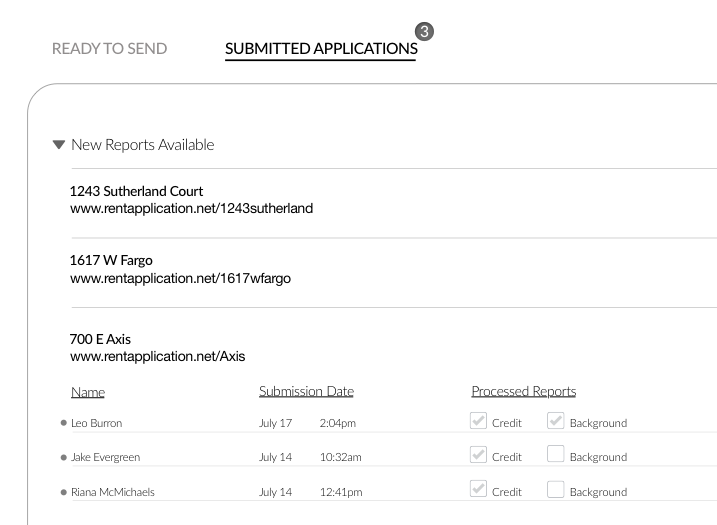 READY TO SEND SUBMITTED APPLICATIONS 3
New Reports Available
1243 Sutherland Court
www.rentapplication.net/1243sutherland
1617 W Fargo
www.rentapplication.net/1617wfargo
700 E Axis
www.rentapplication.net/Axis
Name Submission Date Processed Reports
Leo Burron July 17 2:04pm Credit Background
Jake Evergreen July 14 10:32am Credit Background
Riana McMichaels July 14 12:41pm Credit Background